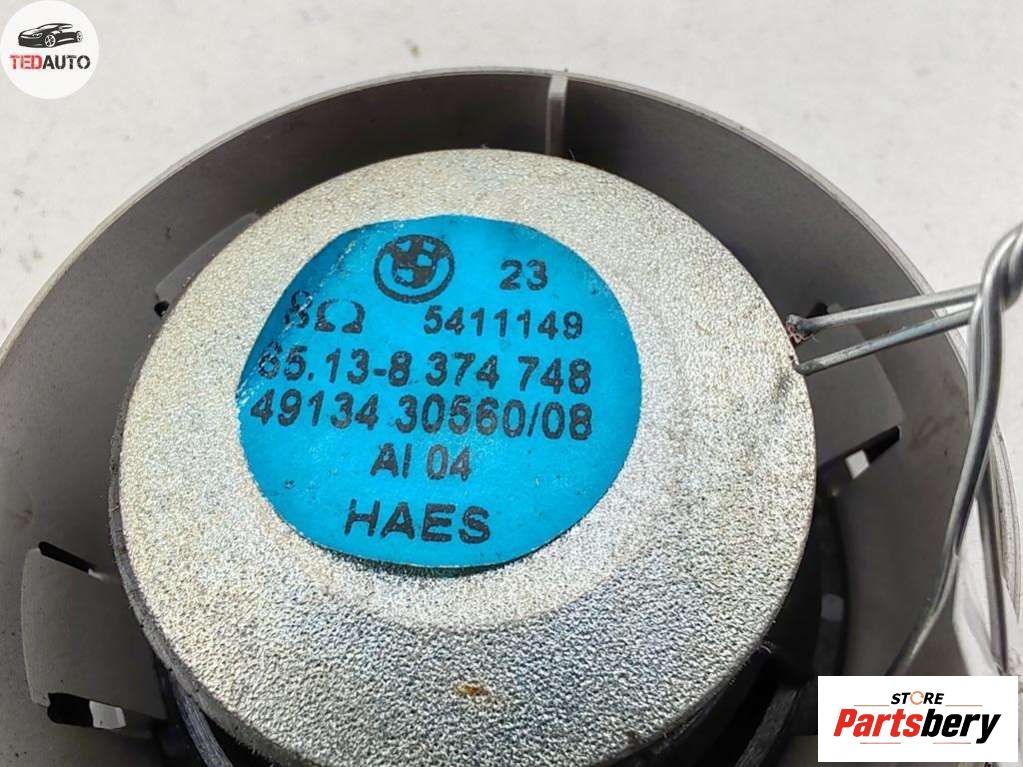 TEDAUTO
23
8Ω 5411149
65.13-8 374 748
49134 30560/08
AI 04
HAES
STORE
Partsbery